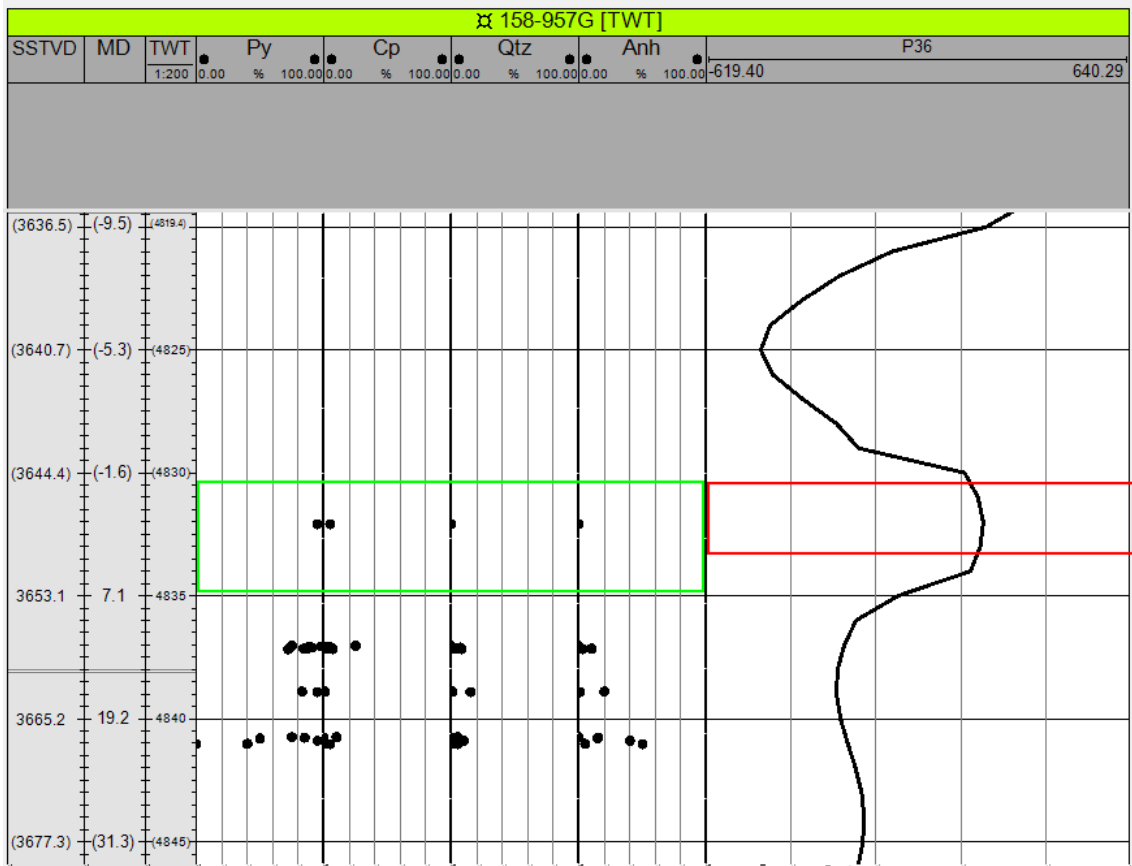 ¤ 158-957G [TWT]
SSTVD MD TWT Py Cp Qtz Anh P36
1:200 0.00 % 100.00 0.00 % 100.00 0.00 % 100.00 0.00 % 100.00 -619.40 640.29
(3636.5) (-9.5) (4819.4)
(3640.7) (-5.3) (4825)
(3644.4) (-1.6) (4830)
3653.1 7.1 4835
3665.2 19.2 4840
(3677.3) (31.3) (4845)